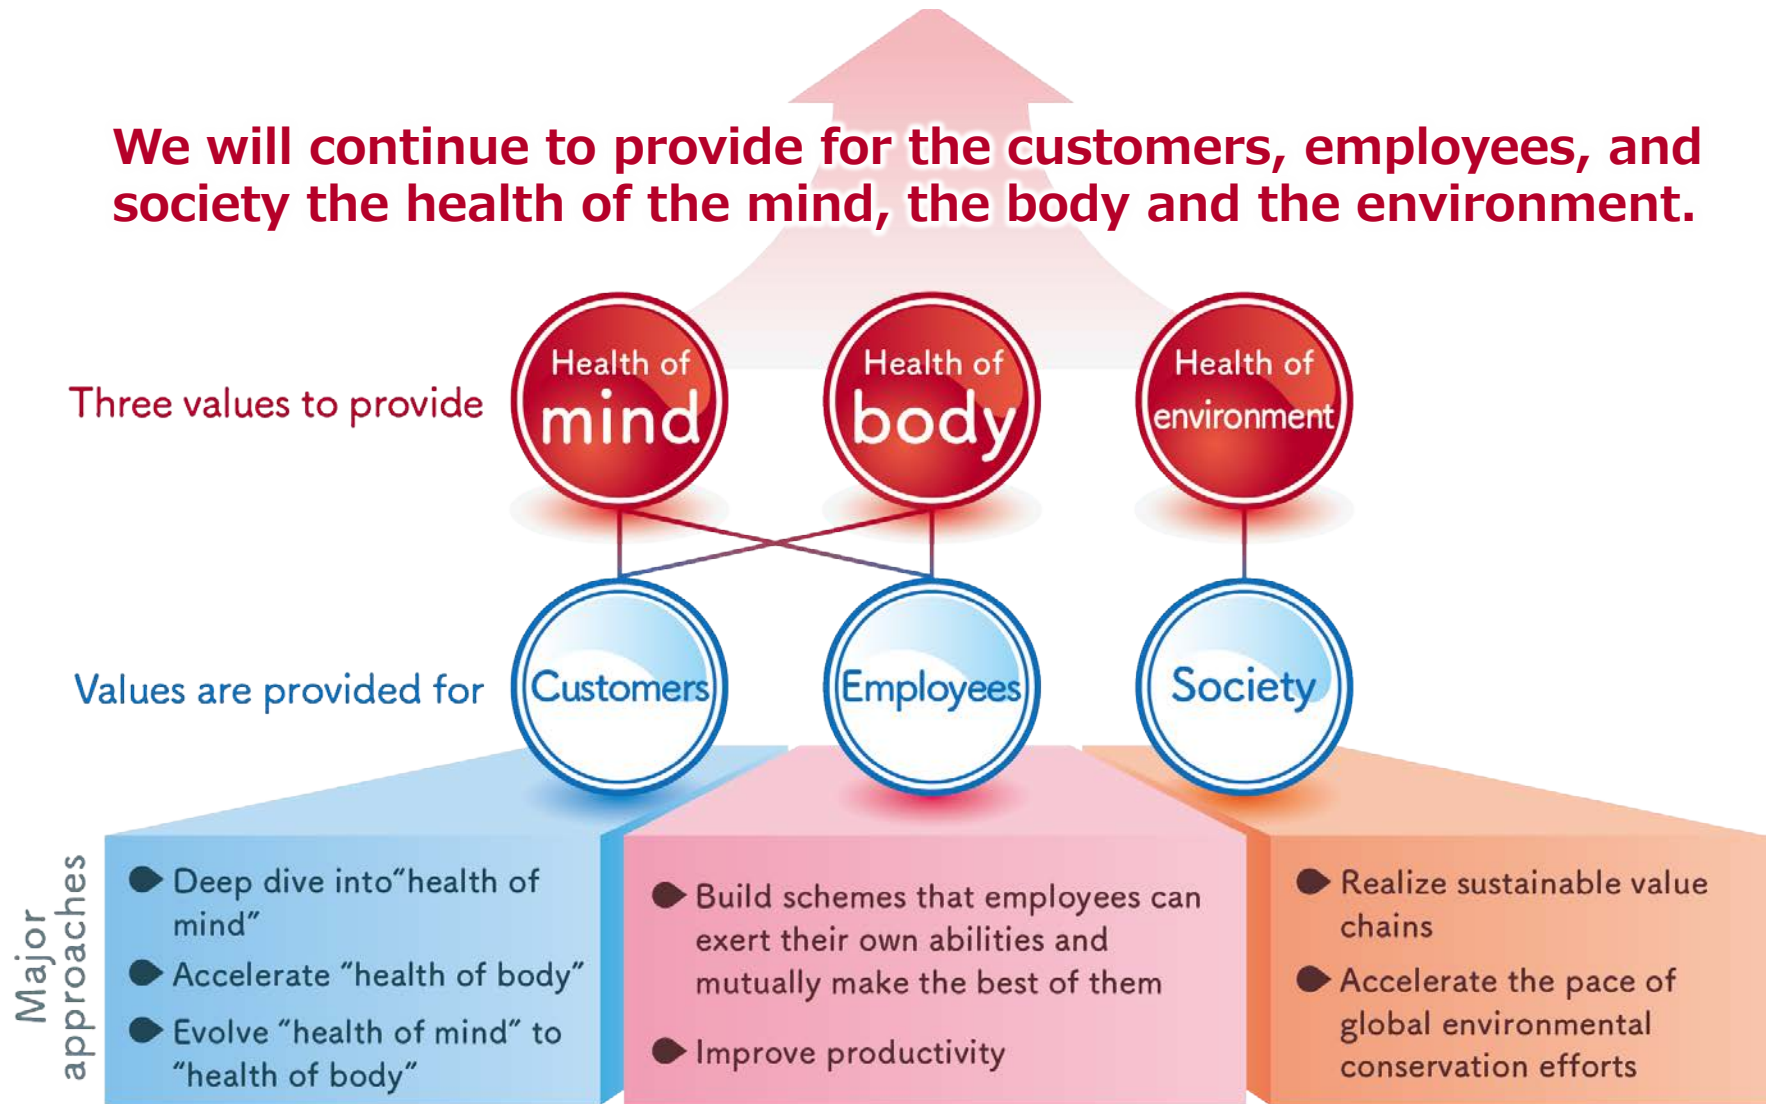 We will continue to provide for the customers, employees, and
society the health of the mind, the body and the environment.
Three values to provide
Health of
mind
Health of
body
Health of
environment
Values are provided for
Customers
Employees
Society
Major
approaches
Deep dive into“health of
mind”
Accelerate “health of body”
Evolve “health of mind” to
“health of body”
Build schemes that employees can
exert their own abilities and
mutually make the best of them
Improve productivity
Realize sustainable value
chains
Accelerate the pace of
global environmental
conservation efforts